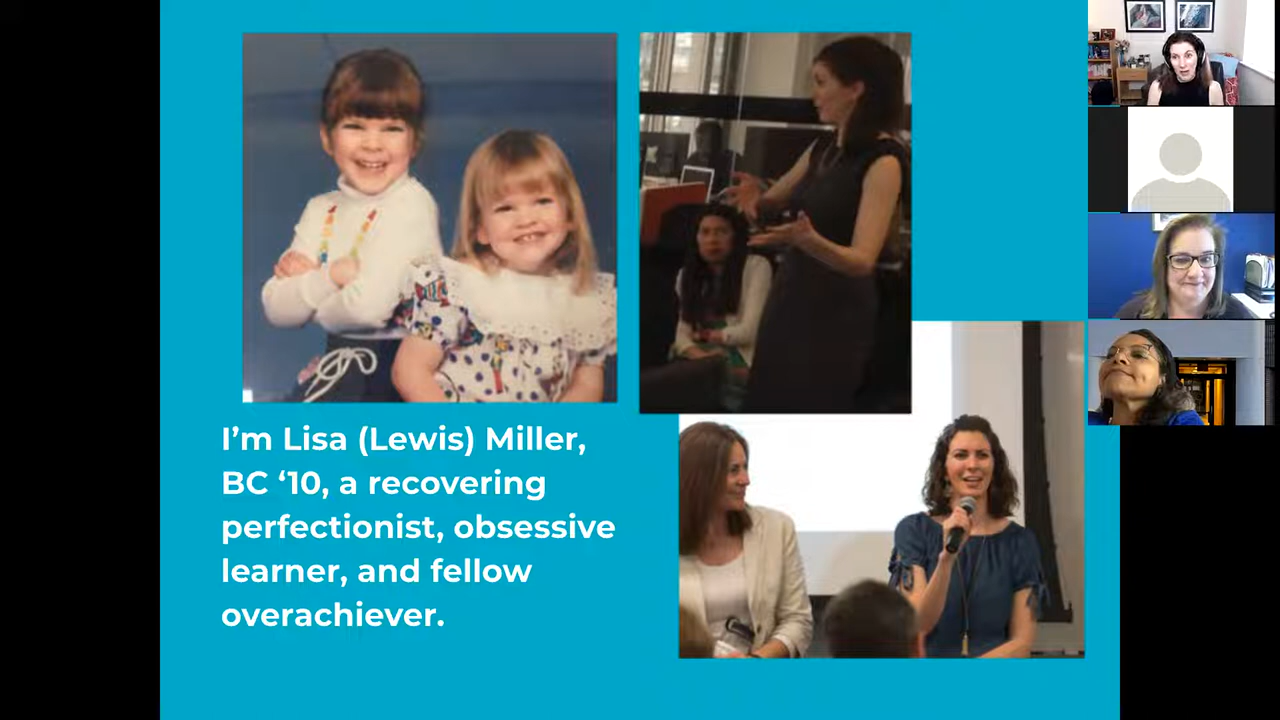 I’m Lisa (Lewis) Miller,
BC ‘10, a recovering
perfectionist, obsessive
learner, and fellow
overachiever.